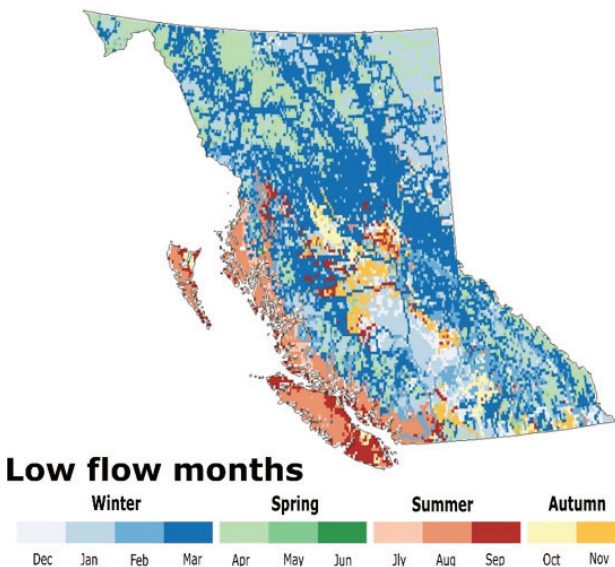 Low flow months
Winter Spring Summer Autumn
Dec Jan Feb Mar Apr May Jun Jly Aug Sep Oct Nov